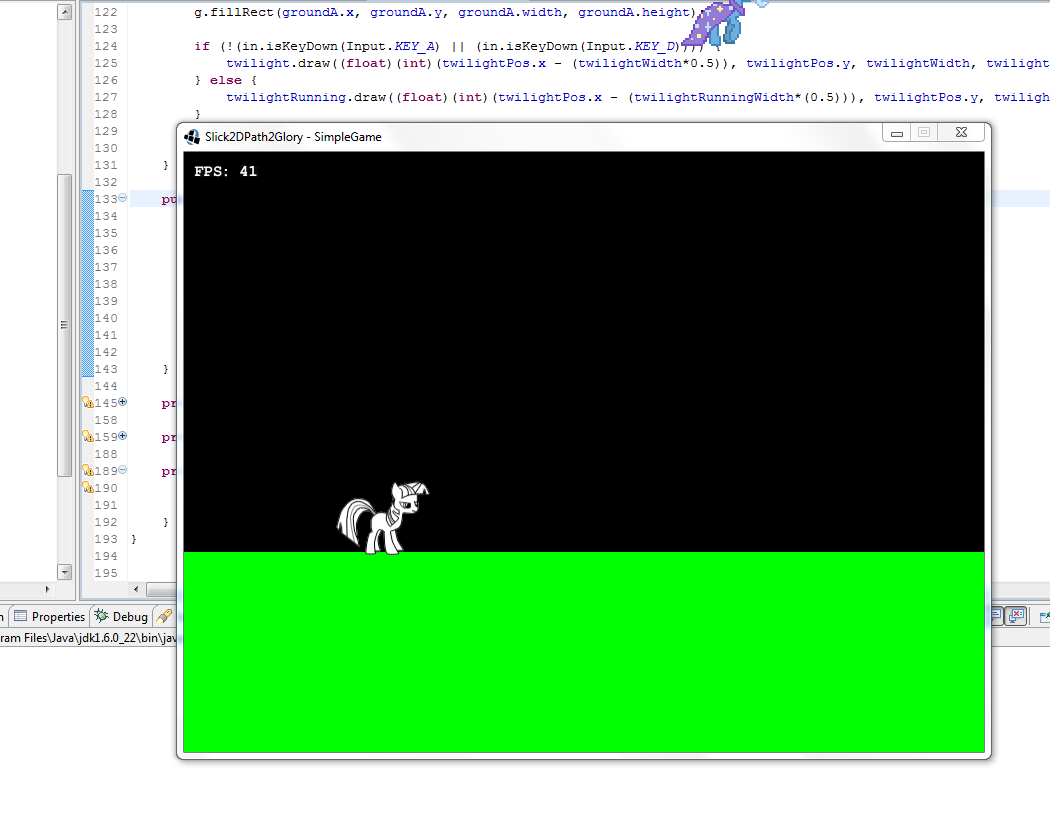 122 g.fillRect(groundA.x, groundA.y, groundA.width, groundA.height)
123
124 if (!(in.isKeyDown(Input.KEY_A) || (in.isKeyDown(Input.KEY_D)))) {
125 twilight.draw((float)(int)(twilightPos.x - (twilightWidth*0.5)), twilightPos.y, twilightWidth, twilight
126 } else {
127 twilightRunning.draw((float)(int)(twilightPos.x - (twilightRunningWidth*(0.5))), twilightPos.y, twiligh
128 }
129
Slick2DPath2Glory - SimpleGame
130
FPS: 41
131 }
132
133 pu
134
135
136
137
138
139
140
141
142
143 }
144
145 pr
158
159 pr
188
189 pr
190
191
192 }
193 }
194
195
Properties Debug
ram Files\Java\jdk1.6.0_22\bin\jav